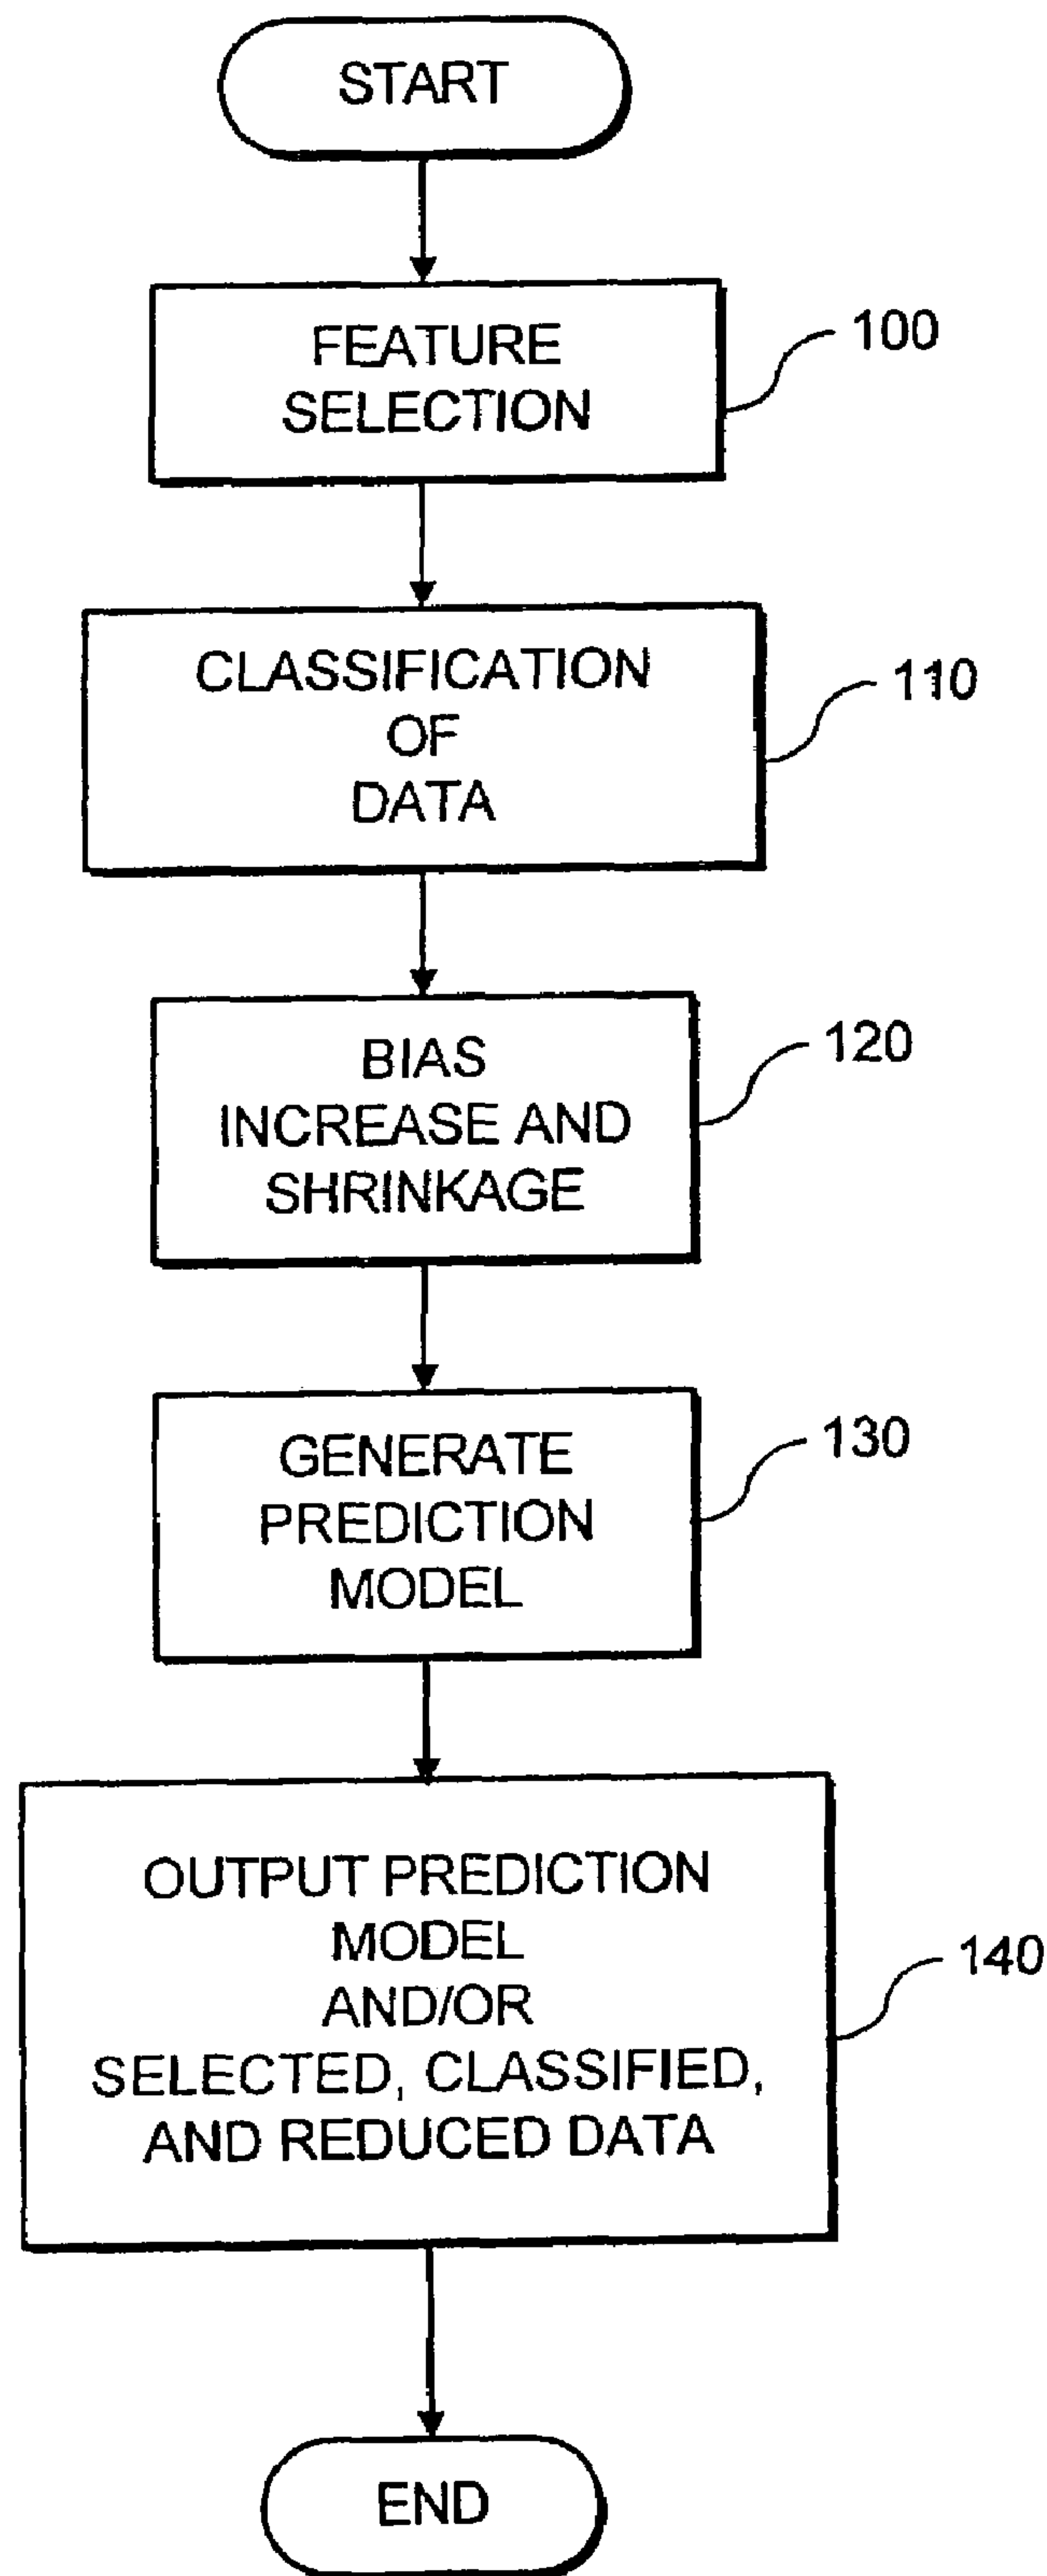 START
FEATURE
SELECTION
100
CLASSIFICATION
OF
DATA
110
BIAS
INCREASE AND
SHRINKAGE
120
GENERATE
PREDICTION
MODEL
130
OUTPUT PREDICTION
MODEL
AND/OR
SELECTED, CLASSIFIED,
AND REDUCED DATA
140
END